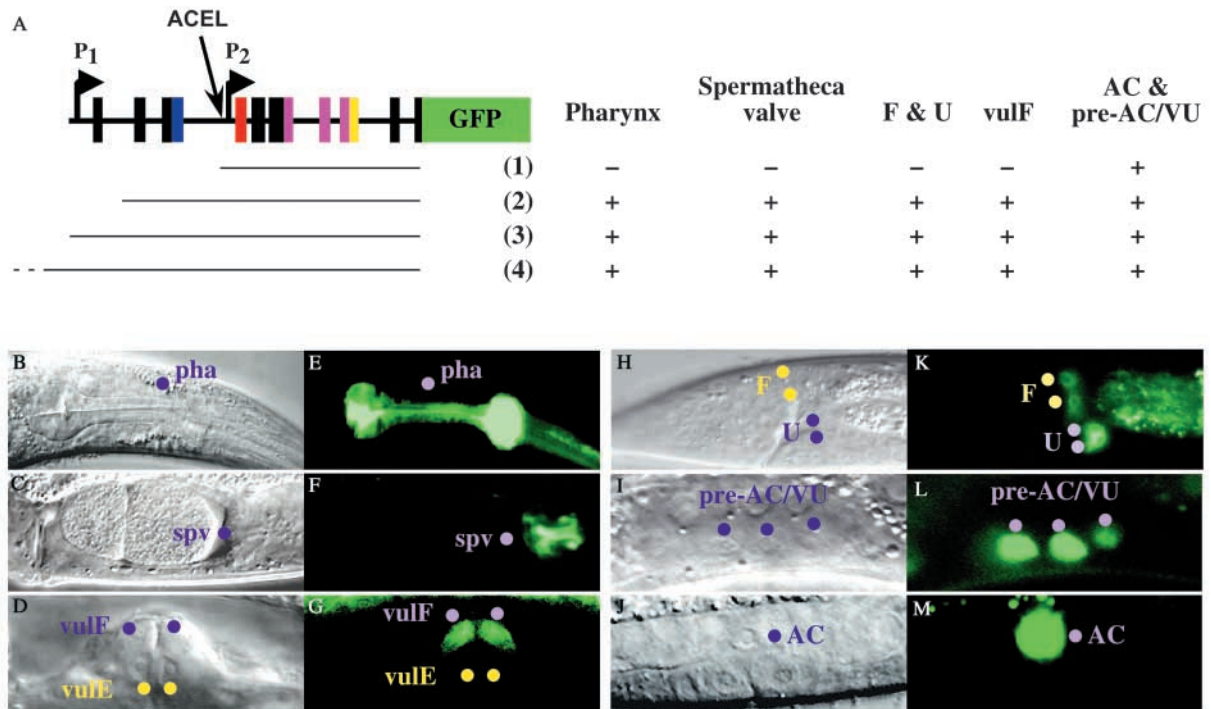 A
ACEL
P1
P2
GFP
Pharynx
Spermatheca
valve
F & U
vulF
AC &
pre-AC/VU
(1) – – – – +
(2) + + + + +
(3) + + + + +
(4) + + + + +
B
pha
E
pha
H
F
U
K
F
U
C
spv
F
spv
I
pre-AC/VU
L
pre-AC/VU
D
vulF
vulE
G
vulF
vulE
J
AC
M
AC